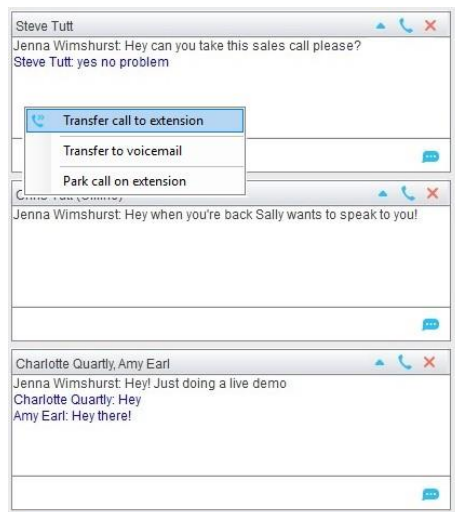 Steve Tutt
Jenna Wimshurst: Hey can you take this sales call please?
Steve Tutt: yes no problem
Transfer call to extension
Transfer to voicemail
Park call on extension
Jenna Wimshurst: Hey when you're back Sally wants to speak to you!
Charlotte Quartly, Amy Earl
Jenna Wimshurst: Hey! Just doing a live demo
Charlotte Quartly: Hey
Amy Earl: Hey there!